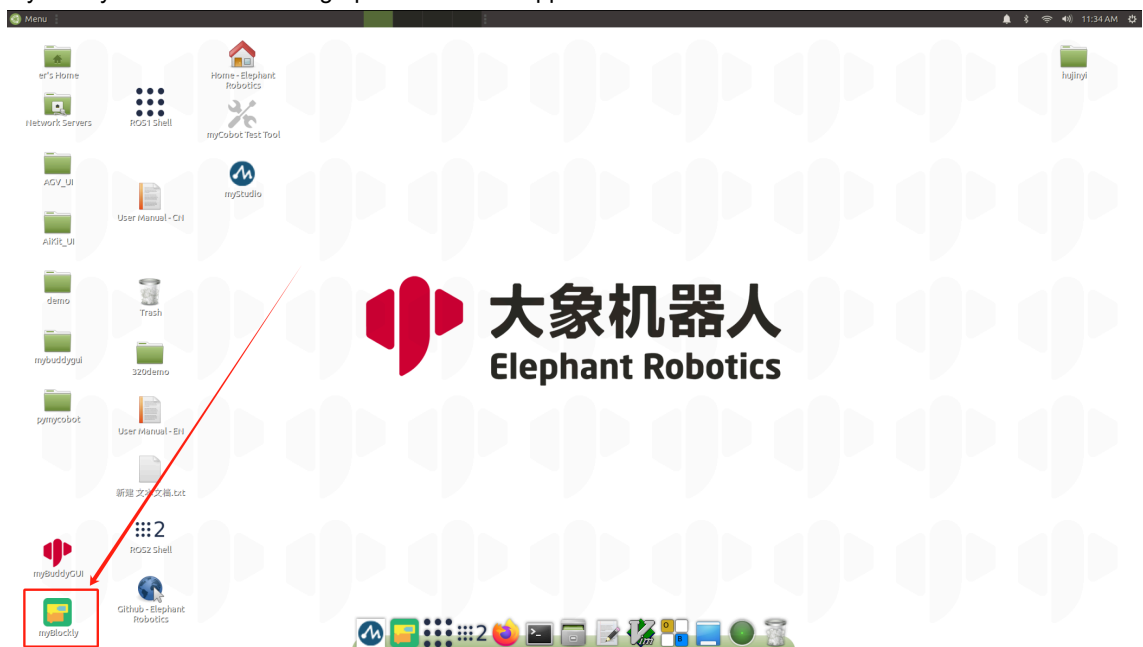 Menu
11:34 AM
er's Home
Home - Elephant
Robotics
hujinyi
Network Servers
ROS1 Shell
myCobot Test Tool
AGV_UI
myStudio
User Manual - CN
AiKit_UI
demo
Trash
大象机器人
Elephant Robotics
mybuddygui
320demo
pymycobot
User Manual - EN
新建 文本文档.txt
:::2
ROS2 Shell
myBuddyGUI
Github - Elephant
Robotics
myBlockly
:::2
Vim
O
B